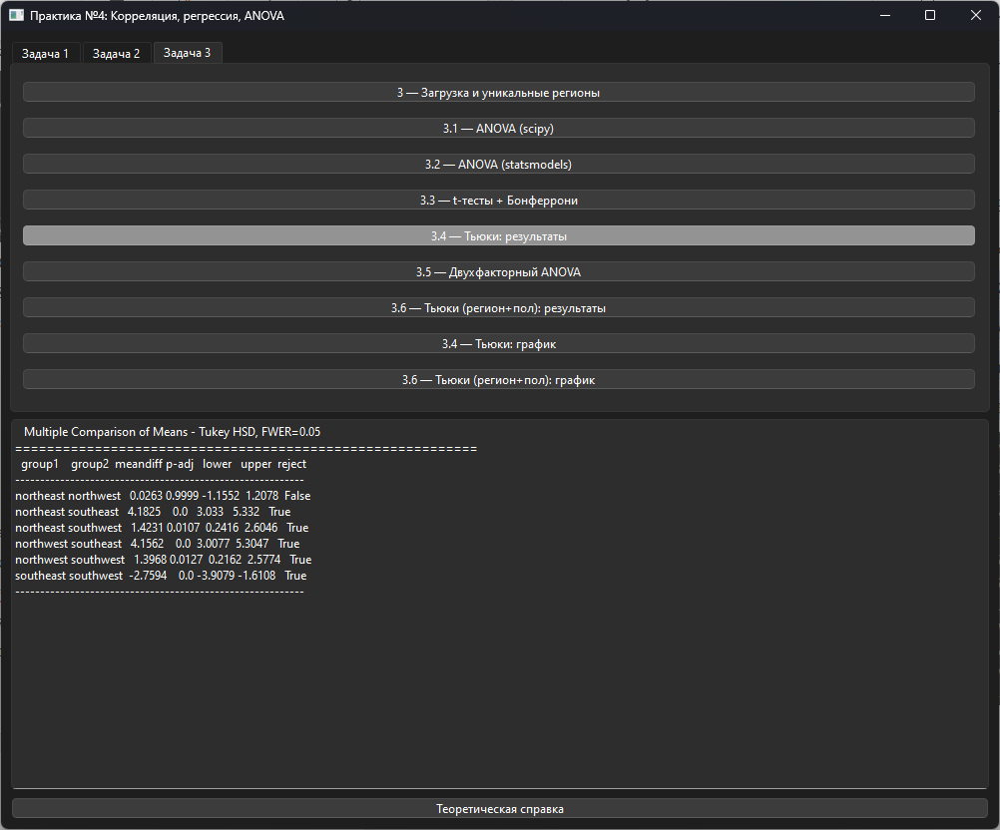 Практика №4: Корреляция, регрессия, ANOVA
Задача 1 Задача 2 Задача 3
3 — Загрузка и уникальные регионы
3.1 — ANOVA (scipy)
3.2 — ANOVA (statsmodels)
3.3 — t-тесты + Бонферрони
3.4 — Тьюки: результаты
3.5 — Двухфакторный ANOVA
3.6 — Тьюки (регион+пол): результаты
3.4 — Тьюки: график
3.6 — Тьюки (регион+пол): график
Multiple Comparison of Means - Tukey HSD, FWER=0.05
==========================================================
group1 group2 meandiff p-adj lower upper reject
----------------------------------------------------------
northeast northwest 0.0263 0.9999 -1.1552 1.2078 False
northeast southeast 4.1825 0.0 3.033 5.332 True
northeast southwest 1.4231 0.0107 0.2416 2.6046 True
northwest southeast 4.1562 0.0 3.0077 5.3047 True
northwest southwest 1.3968 0.0127 0.2162 2.5774 True
southeast southwest -2.7594 0.0 -3.9079 -1.6108 True
----------------------------------------------------------
Теоретическая справка